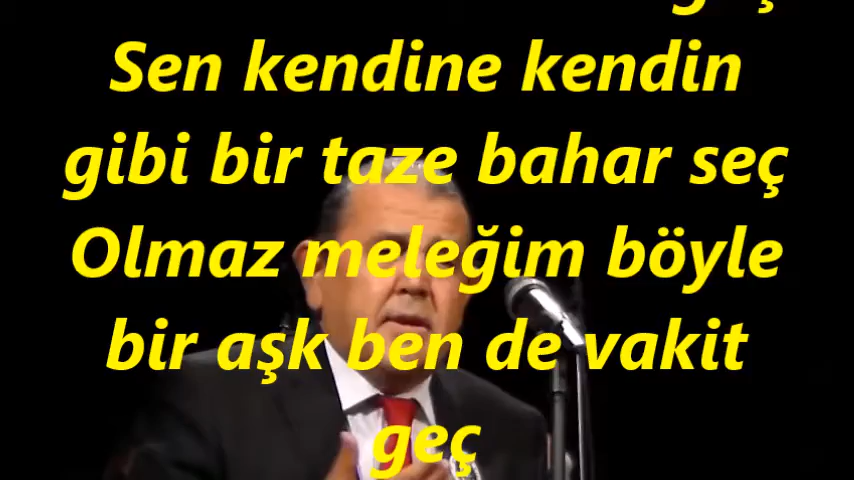 Sen kendine kendin
gibi bir taze bahar seç
Olmaz meleğim böyle
bir aşk ben de vakit
geç